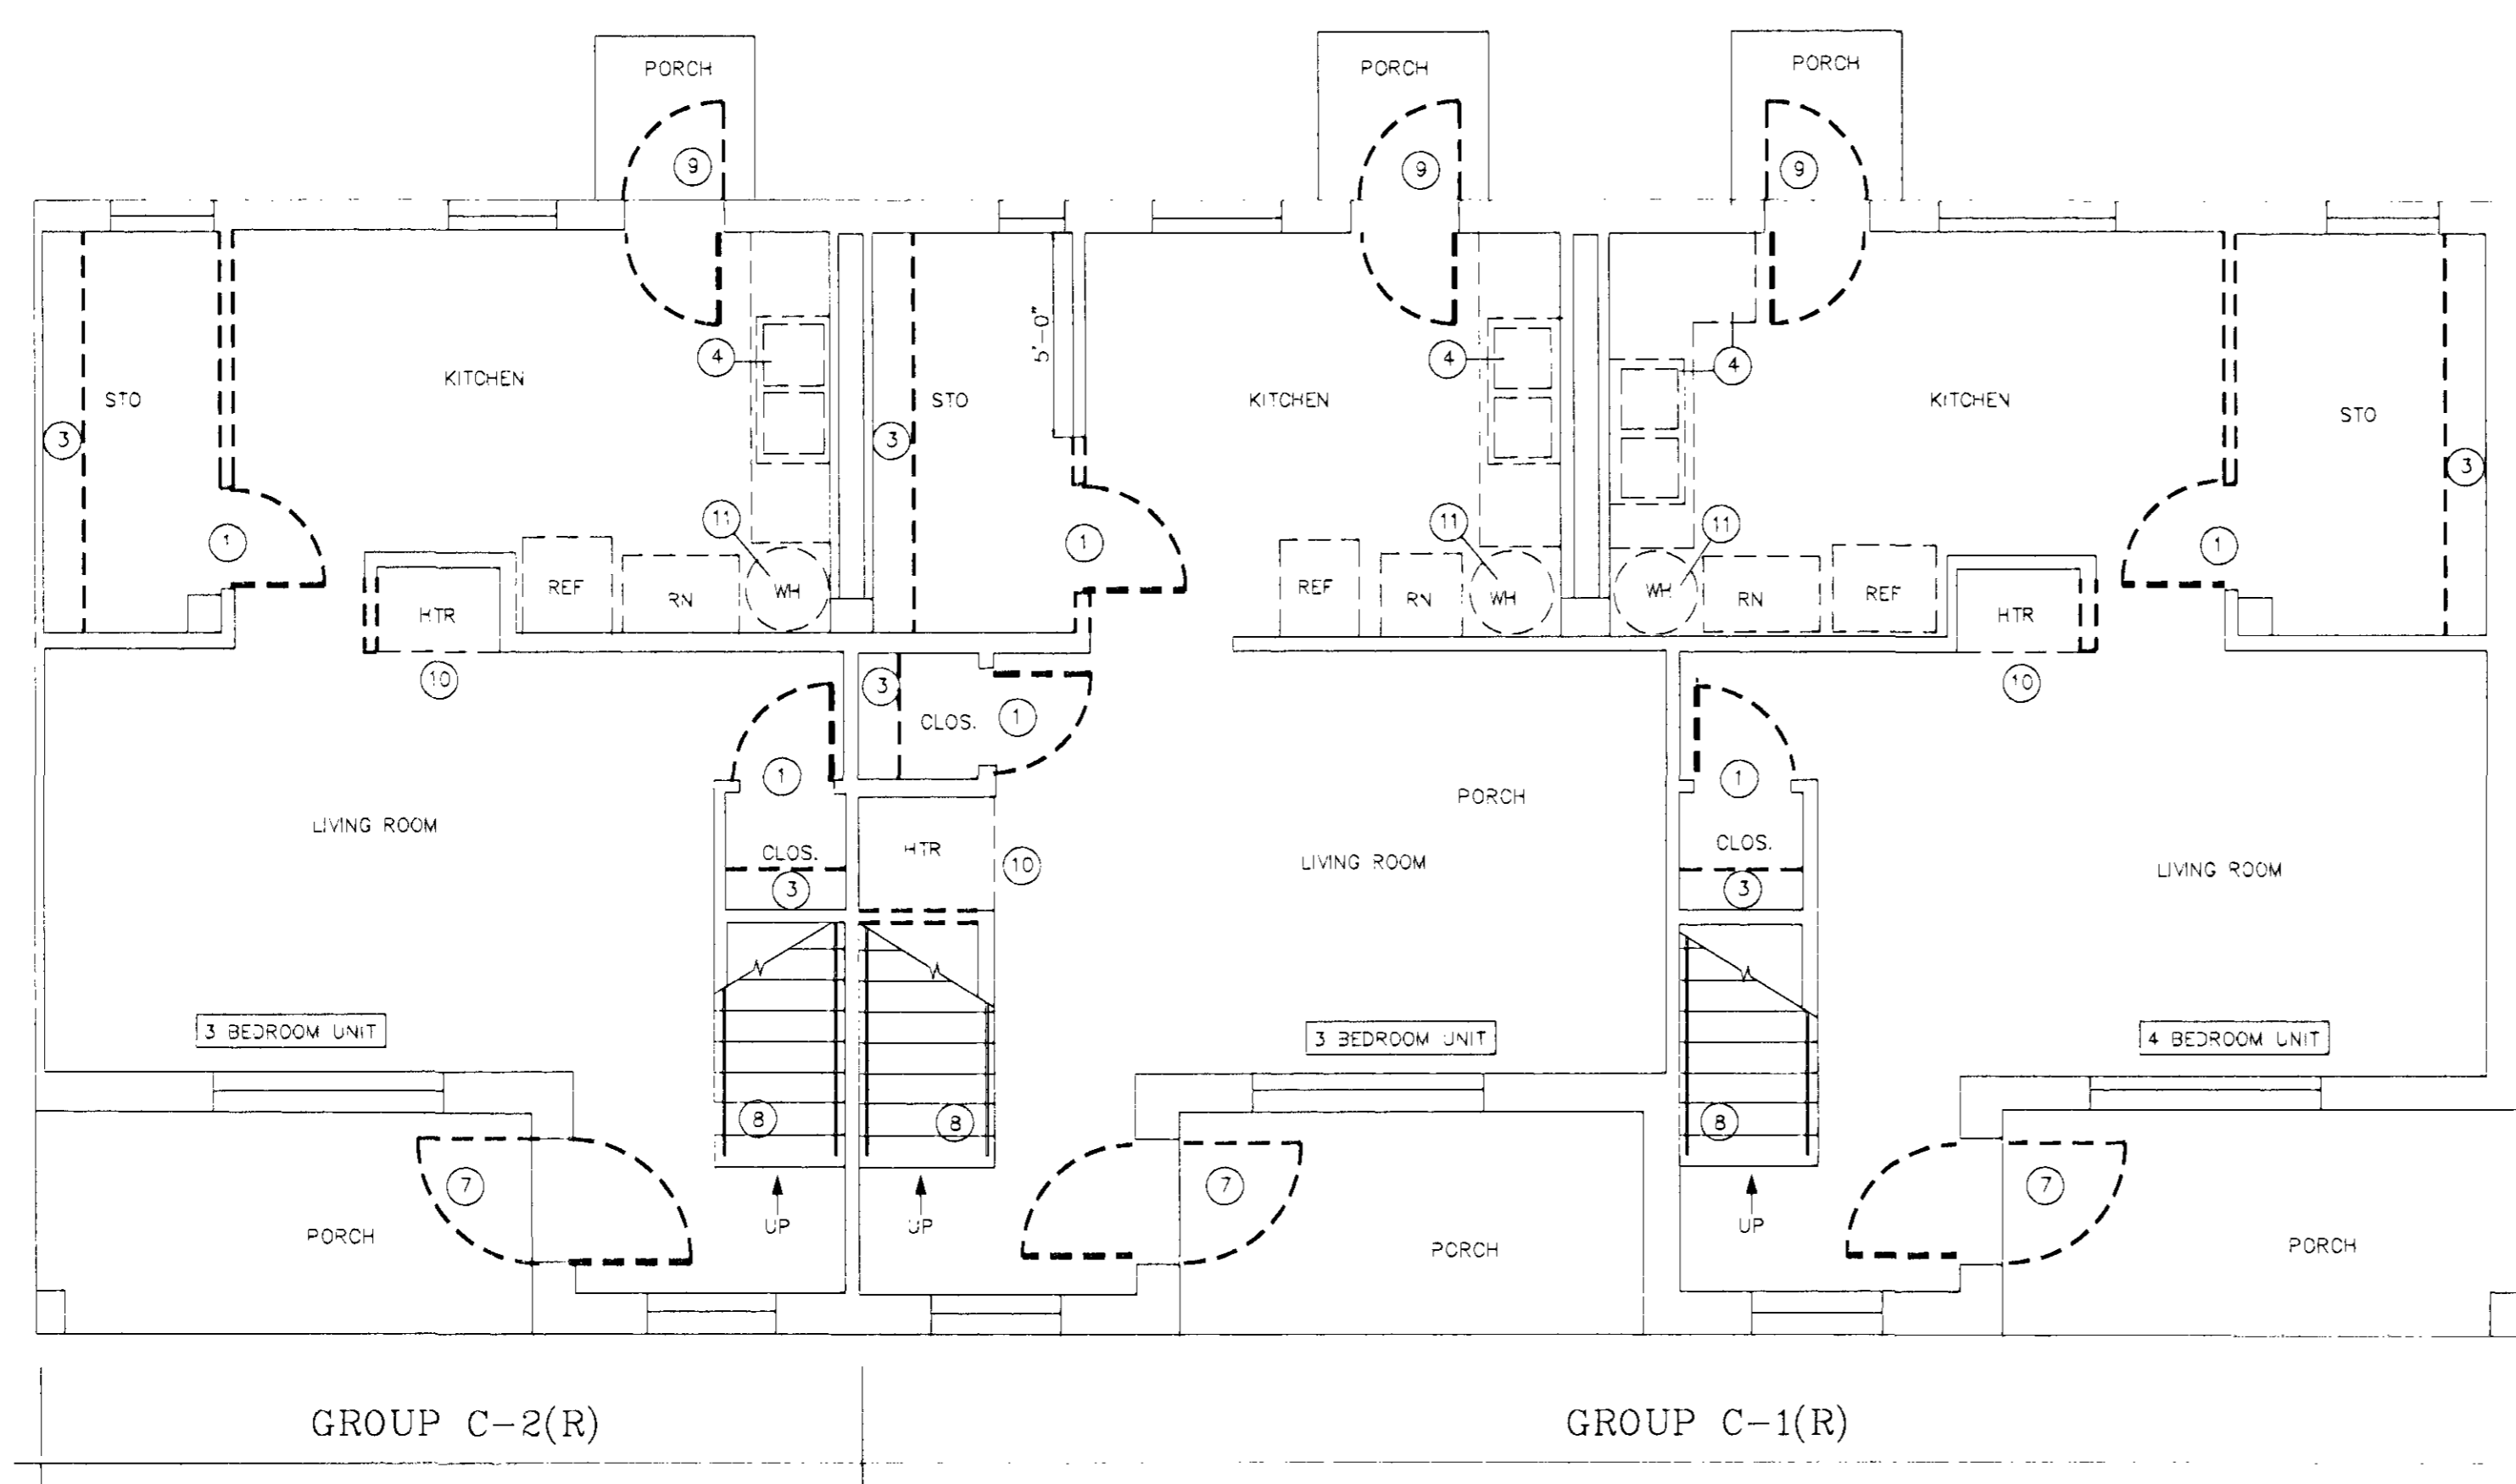 PORCH
PORCH
PORCH
9
9
9
5'-0"
4
4
4
KITCHEN
STO
STO
KITCHEN
KITCHEN
STO
3
3
3
11
11
11
1
1
1
REF
RN
WH
REF
RN
WH
WH
RN
REF
HTR
HTR
10
10
3
CLOS.
1
1
1
PORCH
LIVING ROOM
CLOS.
HTR
10
LIVING ROOM
CLOS.
LIVING ROOM
3
3
3 BEDROOM UNIT
3 BEDROOM UNIT
4 BEDROOM UNIT
8
8
8
7
7
7
UP
UP
UP
PORCH
PORCH
PORCH
GROUP C-2(R)
GROUP C-1(R)